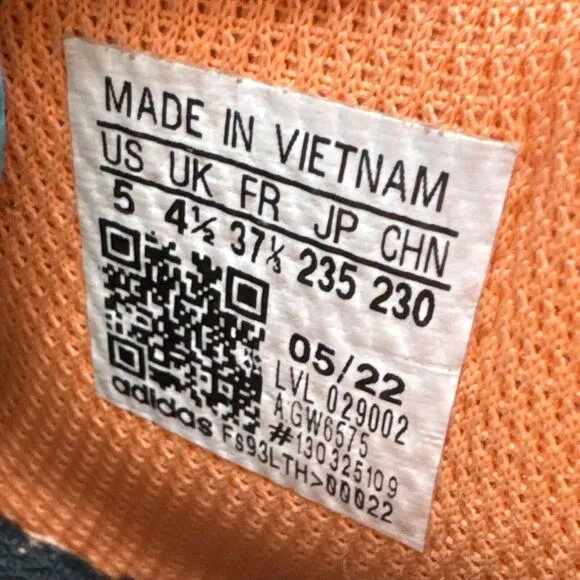 MADE IN VIETNAM
US UK FR JP CHN
5 4½ 37⅓ 235 230
05/22
LVL 029002
AGW6575
#130325109
adidas Fs93LTH>00022